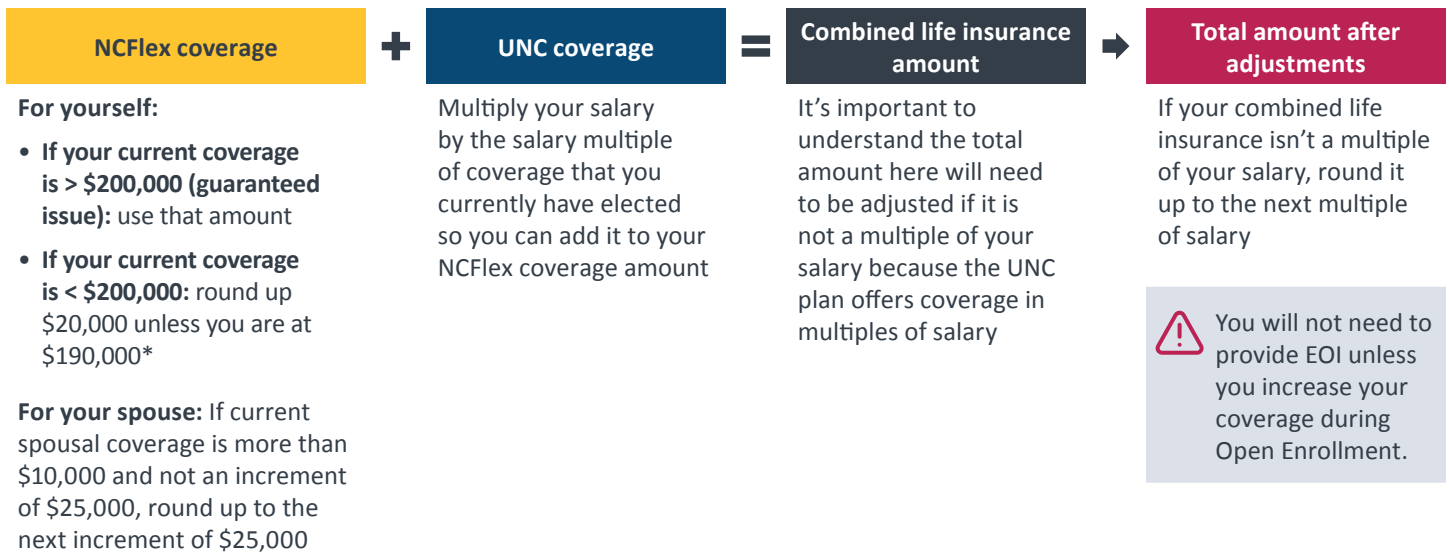 NCFlex coverage
For yourself:
• If your current coverage
is > $200,000 (guaranteed
issue): use that amount
• If your current coverage
is < $200,000: round up
$20,000 unless you are at
$190,000*
For your spouse: If current
spousal coverage is more than
$10,000 and not an increment
of $25,000, round up to the
next increment of $25,000
+
UNC coverage
Multiply your salary
by the salary multiple
of coverage that you
currently have elected
so you can add it to your
NCFlex coverage amount
=
Combined life insurance
amount
It’s important to
understand the total
amount here will need
to be adjusted if it is
not a multiple of your
salary because the UNC
plan offers coverage in
multiples of salary
Total amount after
adjustments
If your combined life
insurance isn’t a multiple
of your salary, round it
up to the next multiple
of salary
You will not need to
provide EOI unless
you increase your
coverage during
Open Enrollment.